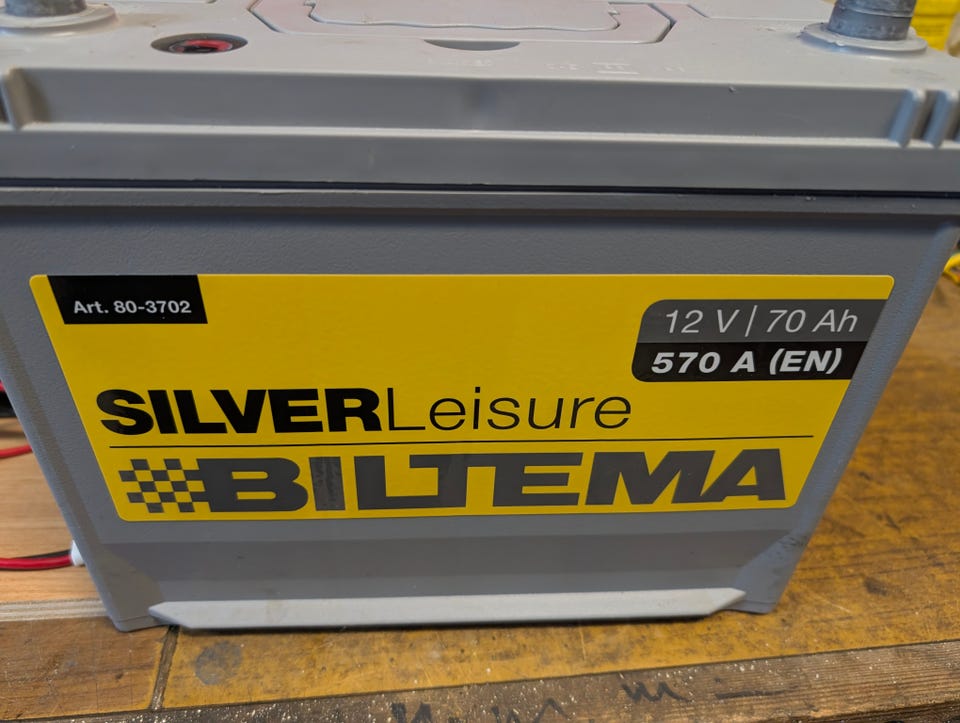 Art. 80-3702
12 V | 70 Ah
570 A (EN)
SILVERLeisure
BILTEMA